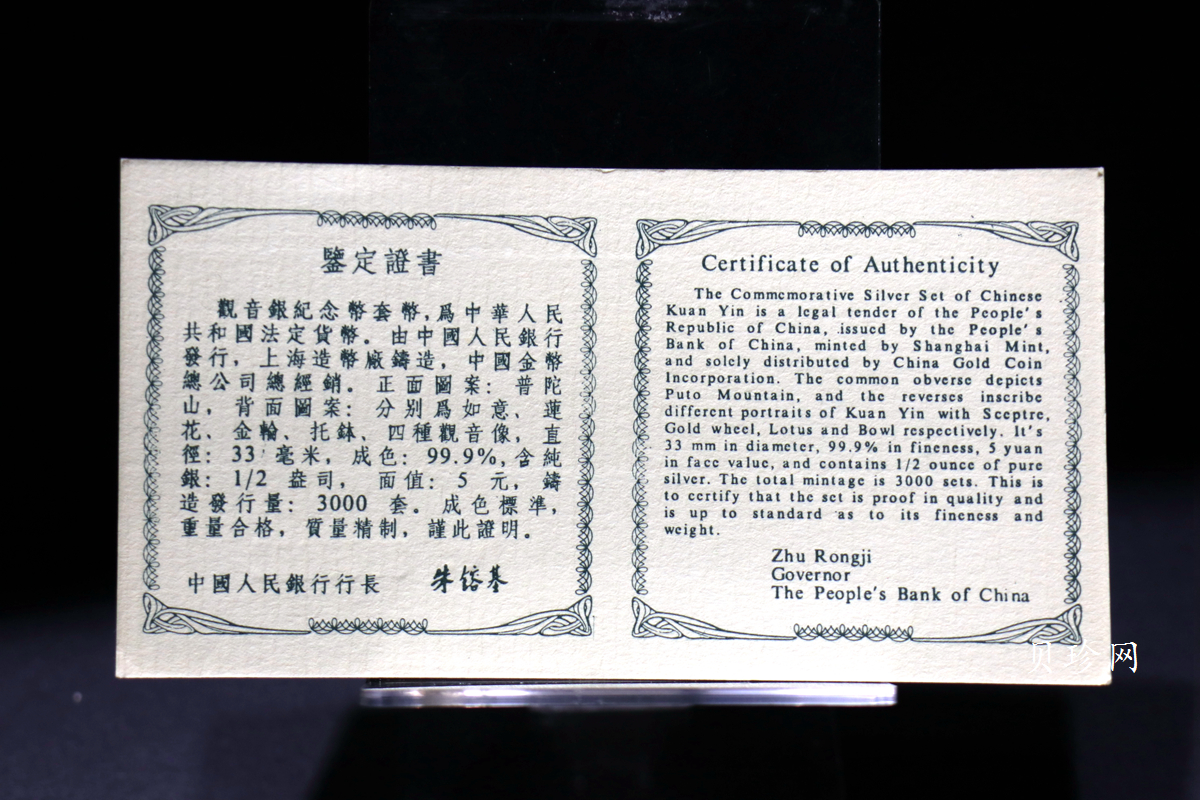 鑒定證書
觀音銀紀念幣套幣,爲中華人民
共和國法定貨幣。由中國人民銀行
發行，上海造幣廠鑄造，中國金幣
總公司總經銷。正面圖案：普陀
山，背面圖案：分別爲如意、蓮
花、金輪、托鉢、四種觀音像，直
徑：33 毫米，成色：99.9%,含純
銀：1/2 盎司，面值：5 元，鑄
造發行量：3000 套。成色標準，
重量合格，質量精制，謹此證明。
中國人民銀行行長 朱镕基
Certificate of Authenticity
The Commemorative Silver Set of Chinese
Kuan Yin is a legal tender of the People's
Republic of China, issued by the People's
Bank of China, minted by Shanghai Mint,
and solely distributed by China Gold Coin
Incorporation. The common obverse depicts
Puto Mountain, and the reverses inscribe
different portraits of Kuan Yin with Sceptre,
Gold wheel, Lotus and Bowl respectively. It's
33 mm in diameter, 99.9% in fineness, 5 yuan
in face value, and contains 1/2 ounce of pure
silver. The total mintage is 3000 sets. This is
to certify that the set is proof in quality and
is up to standard as to its fineness and
weight.
Zhu Rongji
Governor
The People's Bank of China
贝珍网